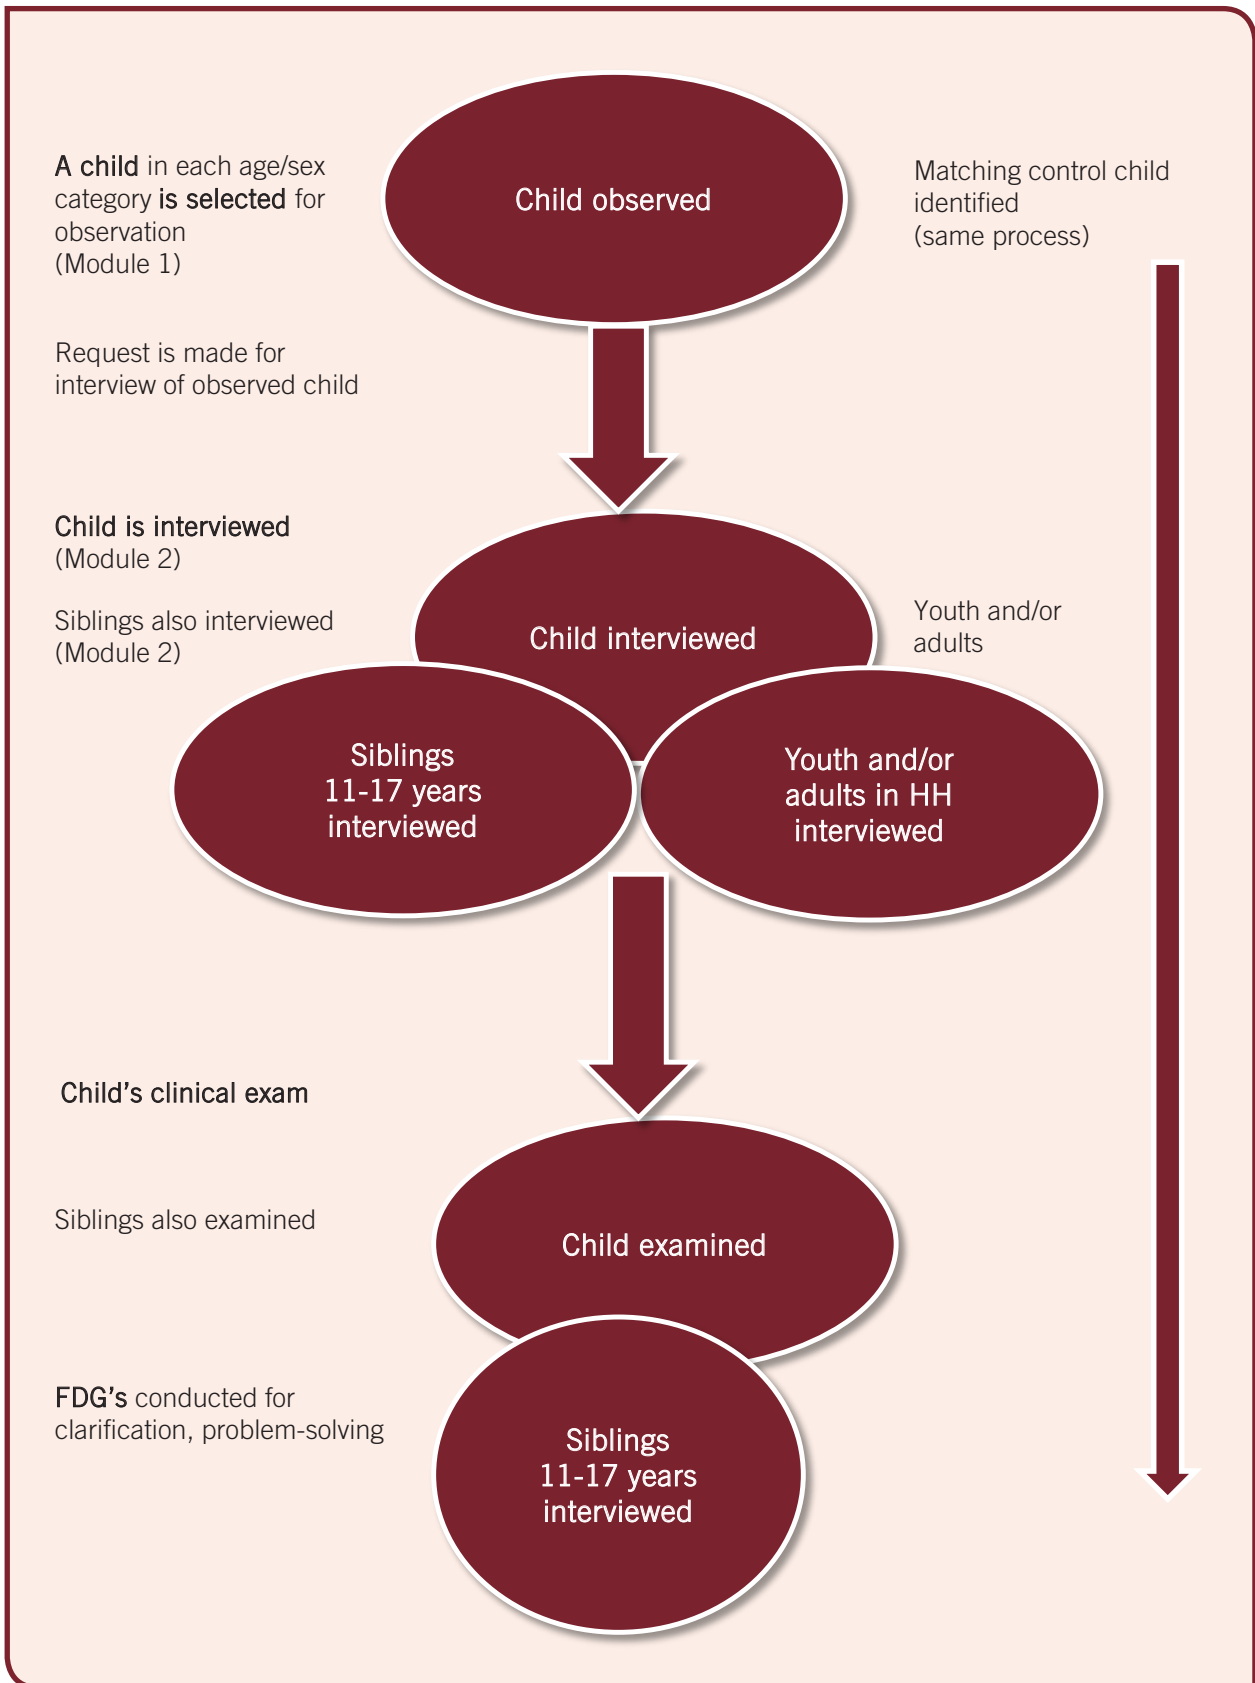 A child in each age/sex
category is selected for
observation
(Module 1)
Child observed
Matching control child
identified
(same process)
Request is made for
interview of observed child
Child is interviewed
(Module 2)
Siblings also interviewed
(Module 2)
Child interviewed
Youth and/or
adults
Siblings
11-17 years
interviewed
Youth and/or
adults in HH
interviewed
Child's clinical exam
Siblings also examined
Child examined
FDG's conducted for
clarification, problem-solving
Siblings
11-17 years
interviewed